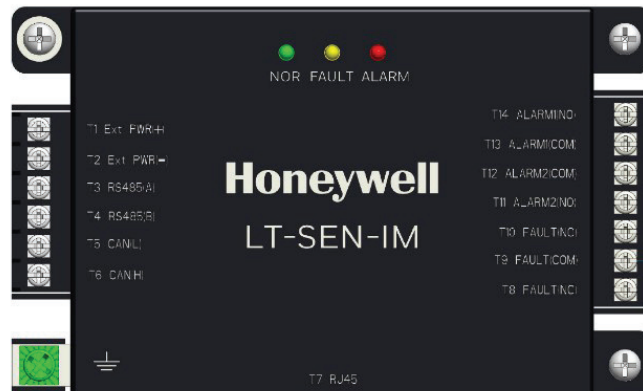 NOR FAULT ALARM
T1 Ext PWR(+)
T2 Ext PWR(-)
T3 RS485(A)
T4 RS485(B)
T5 CAN(L)
T6 CAN(H)
Honeywell
LT-SEN-IM
T14 ALARM1(NO)
T13 ALARM1(COM)
T12 ALARM2(COM)
T11 ALARM2(NO)
T10 FAULT(NC)
T9 FAULT(COM)
T8 FAULT(NC)
T7 RJ45